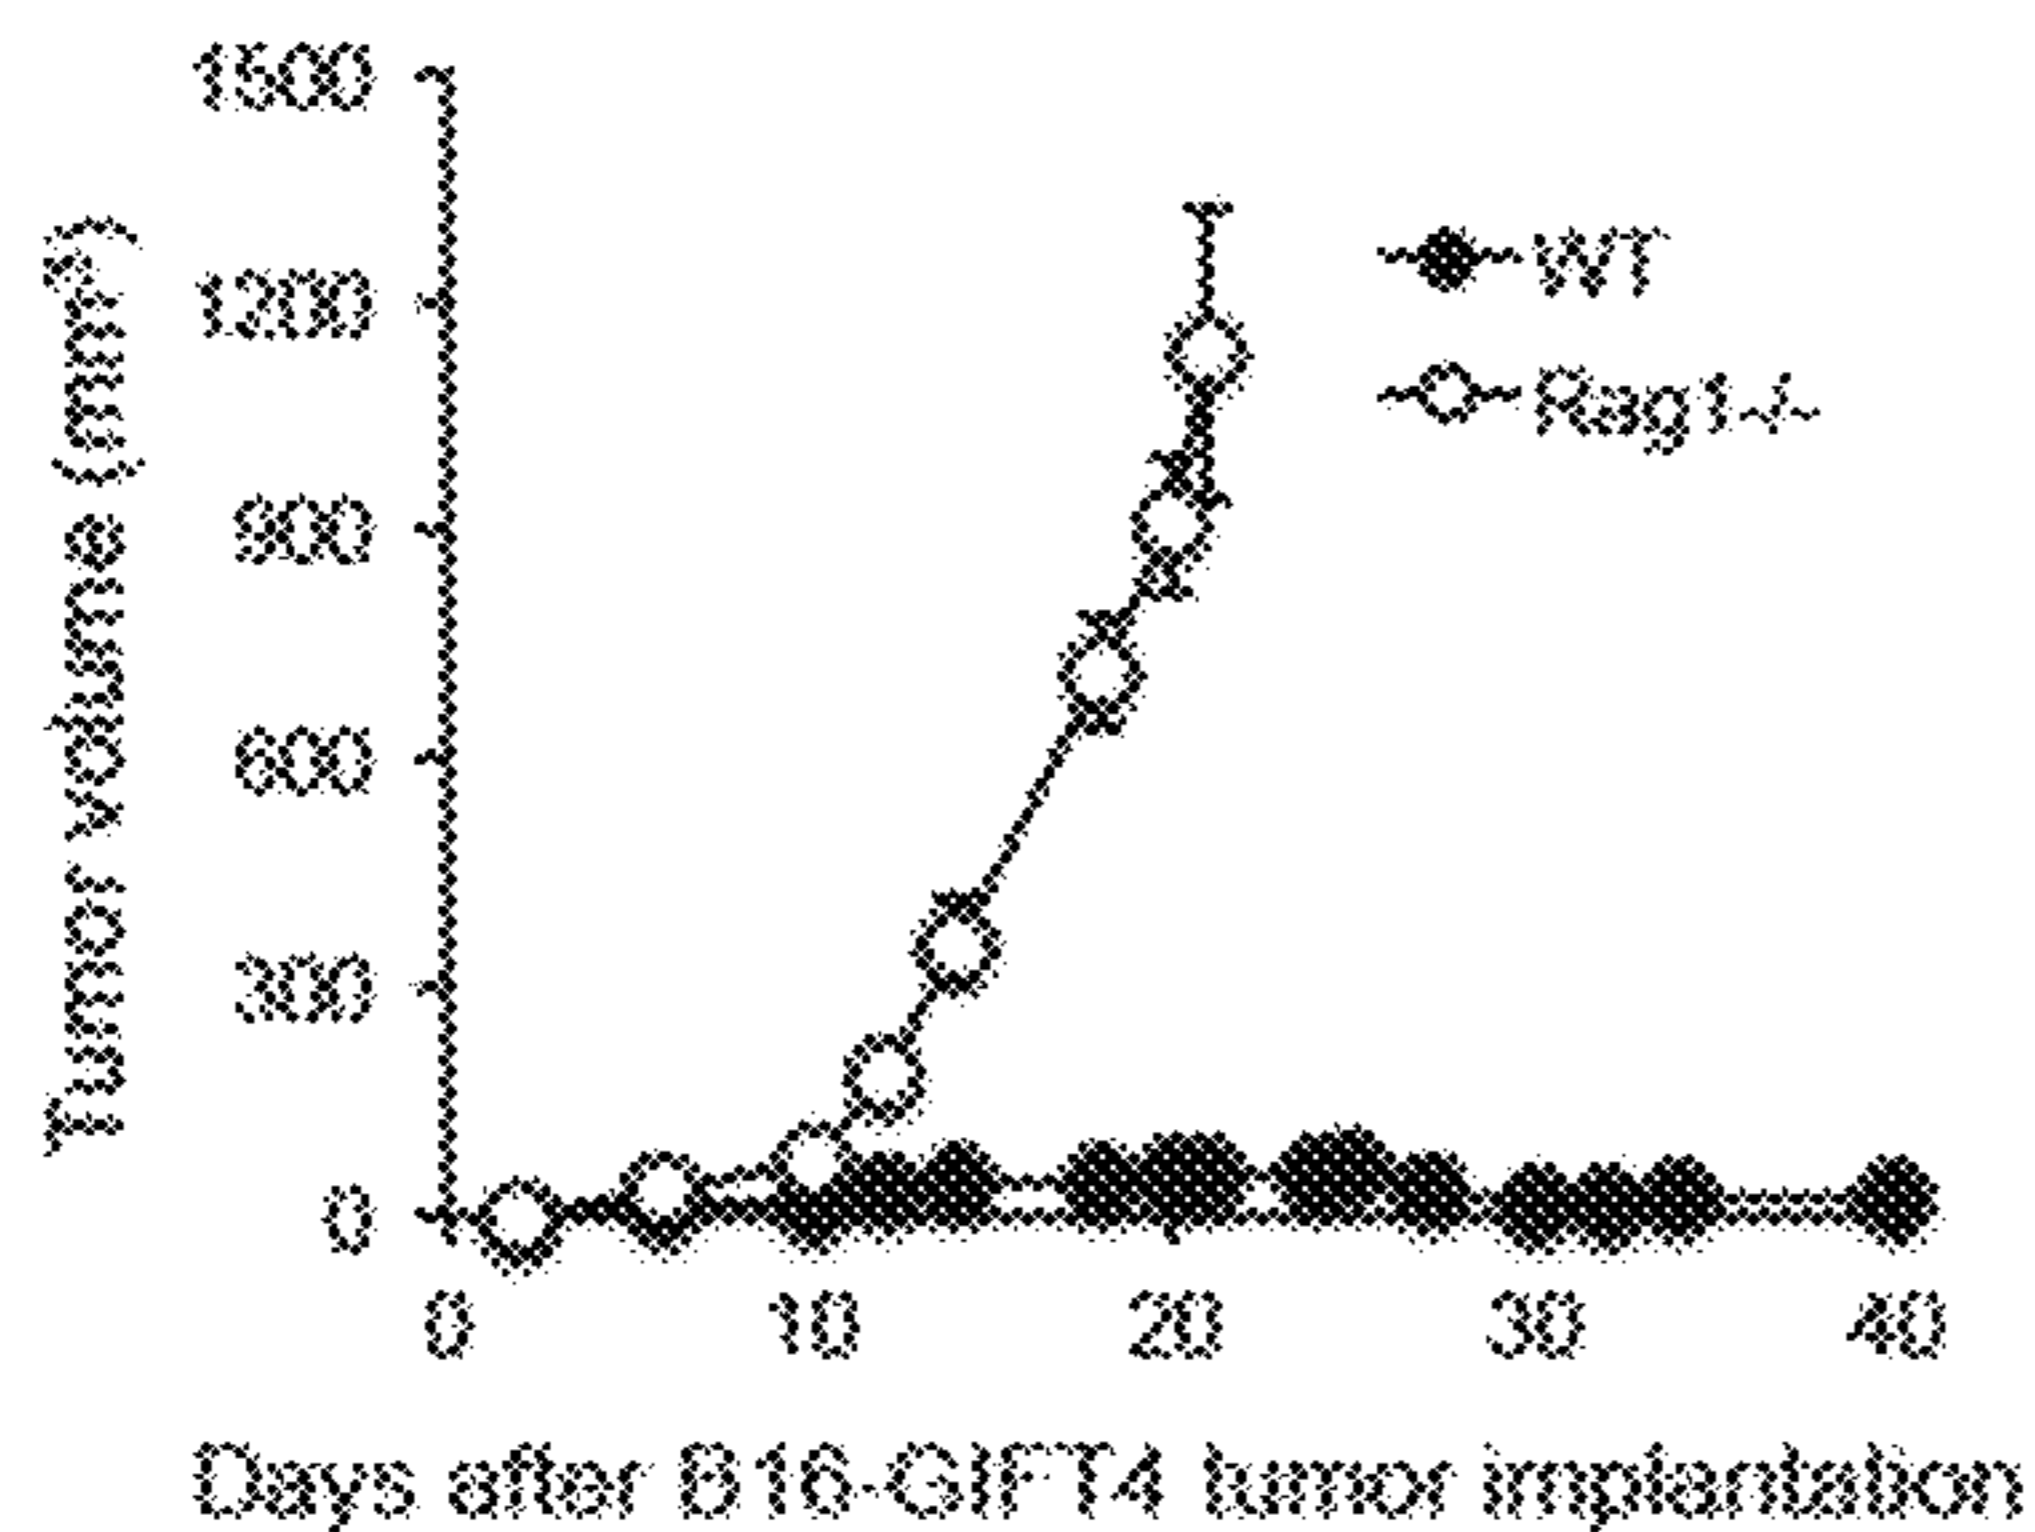 Tumor volume (mm³)
1500
1200
900
600
300
0
WT
Rag1-/-
0 10 20 30 40
Days after B16-GIFT4 tumor implantation